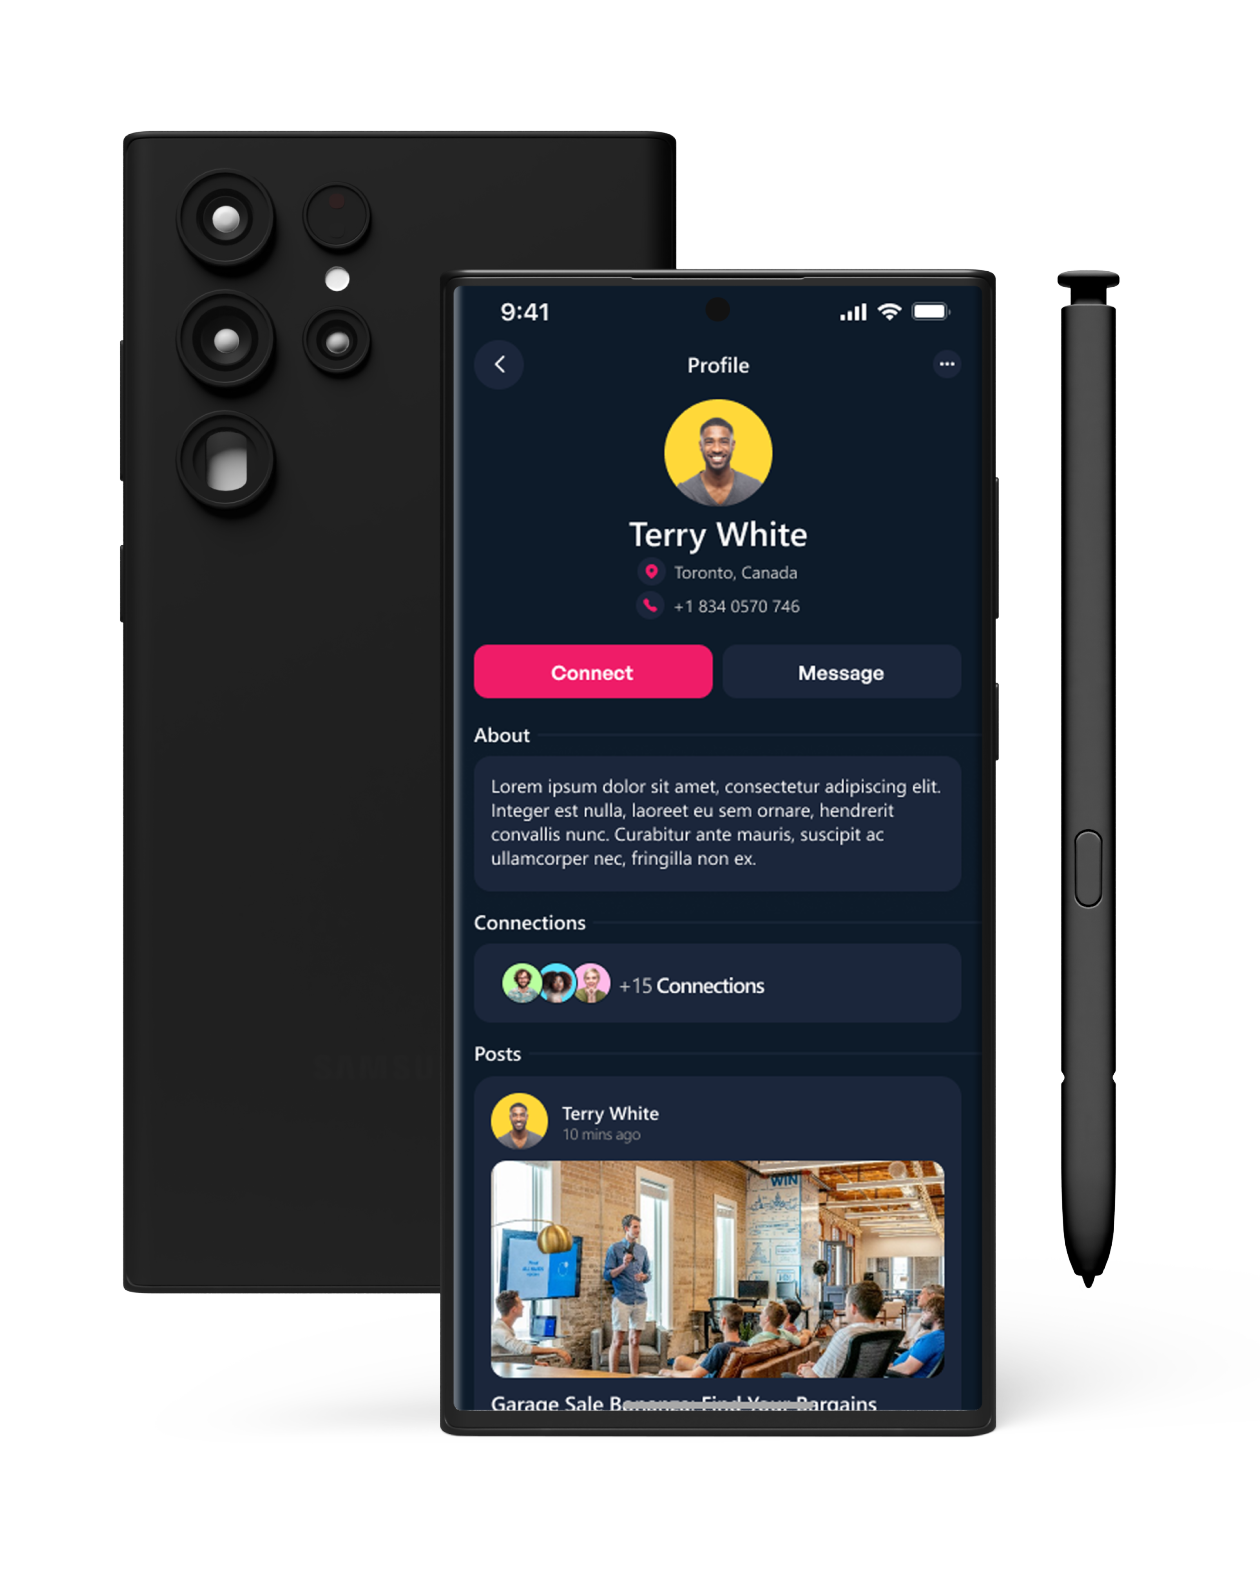 9:41
Profile
Terry White
Toronto, Canada
+1 834 0570 746
Connect
Message
About
Lorem ipsum dolor sit amet, consectetur adipiscing elit.
Integer est nulla, laoreet eu sem ornare, hendrerit
convallis nunc. Curabitur ante mauris, suscipit ac
ullamcorper nec, fringilla non ex.
Connections
+15 Connections
Posts
Terry White
10 mins ago
WIN
Garage Sale Bonanza: Find Your Bargains